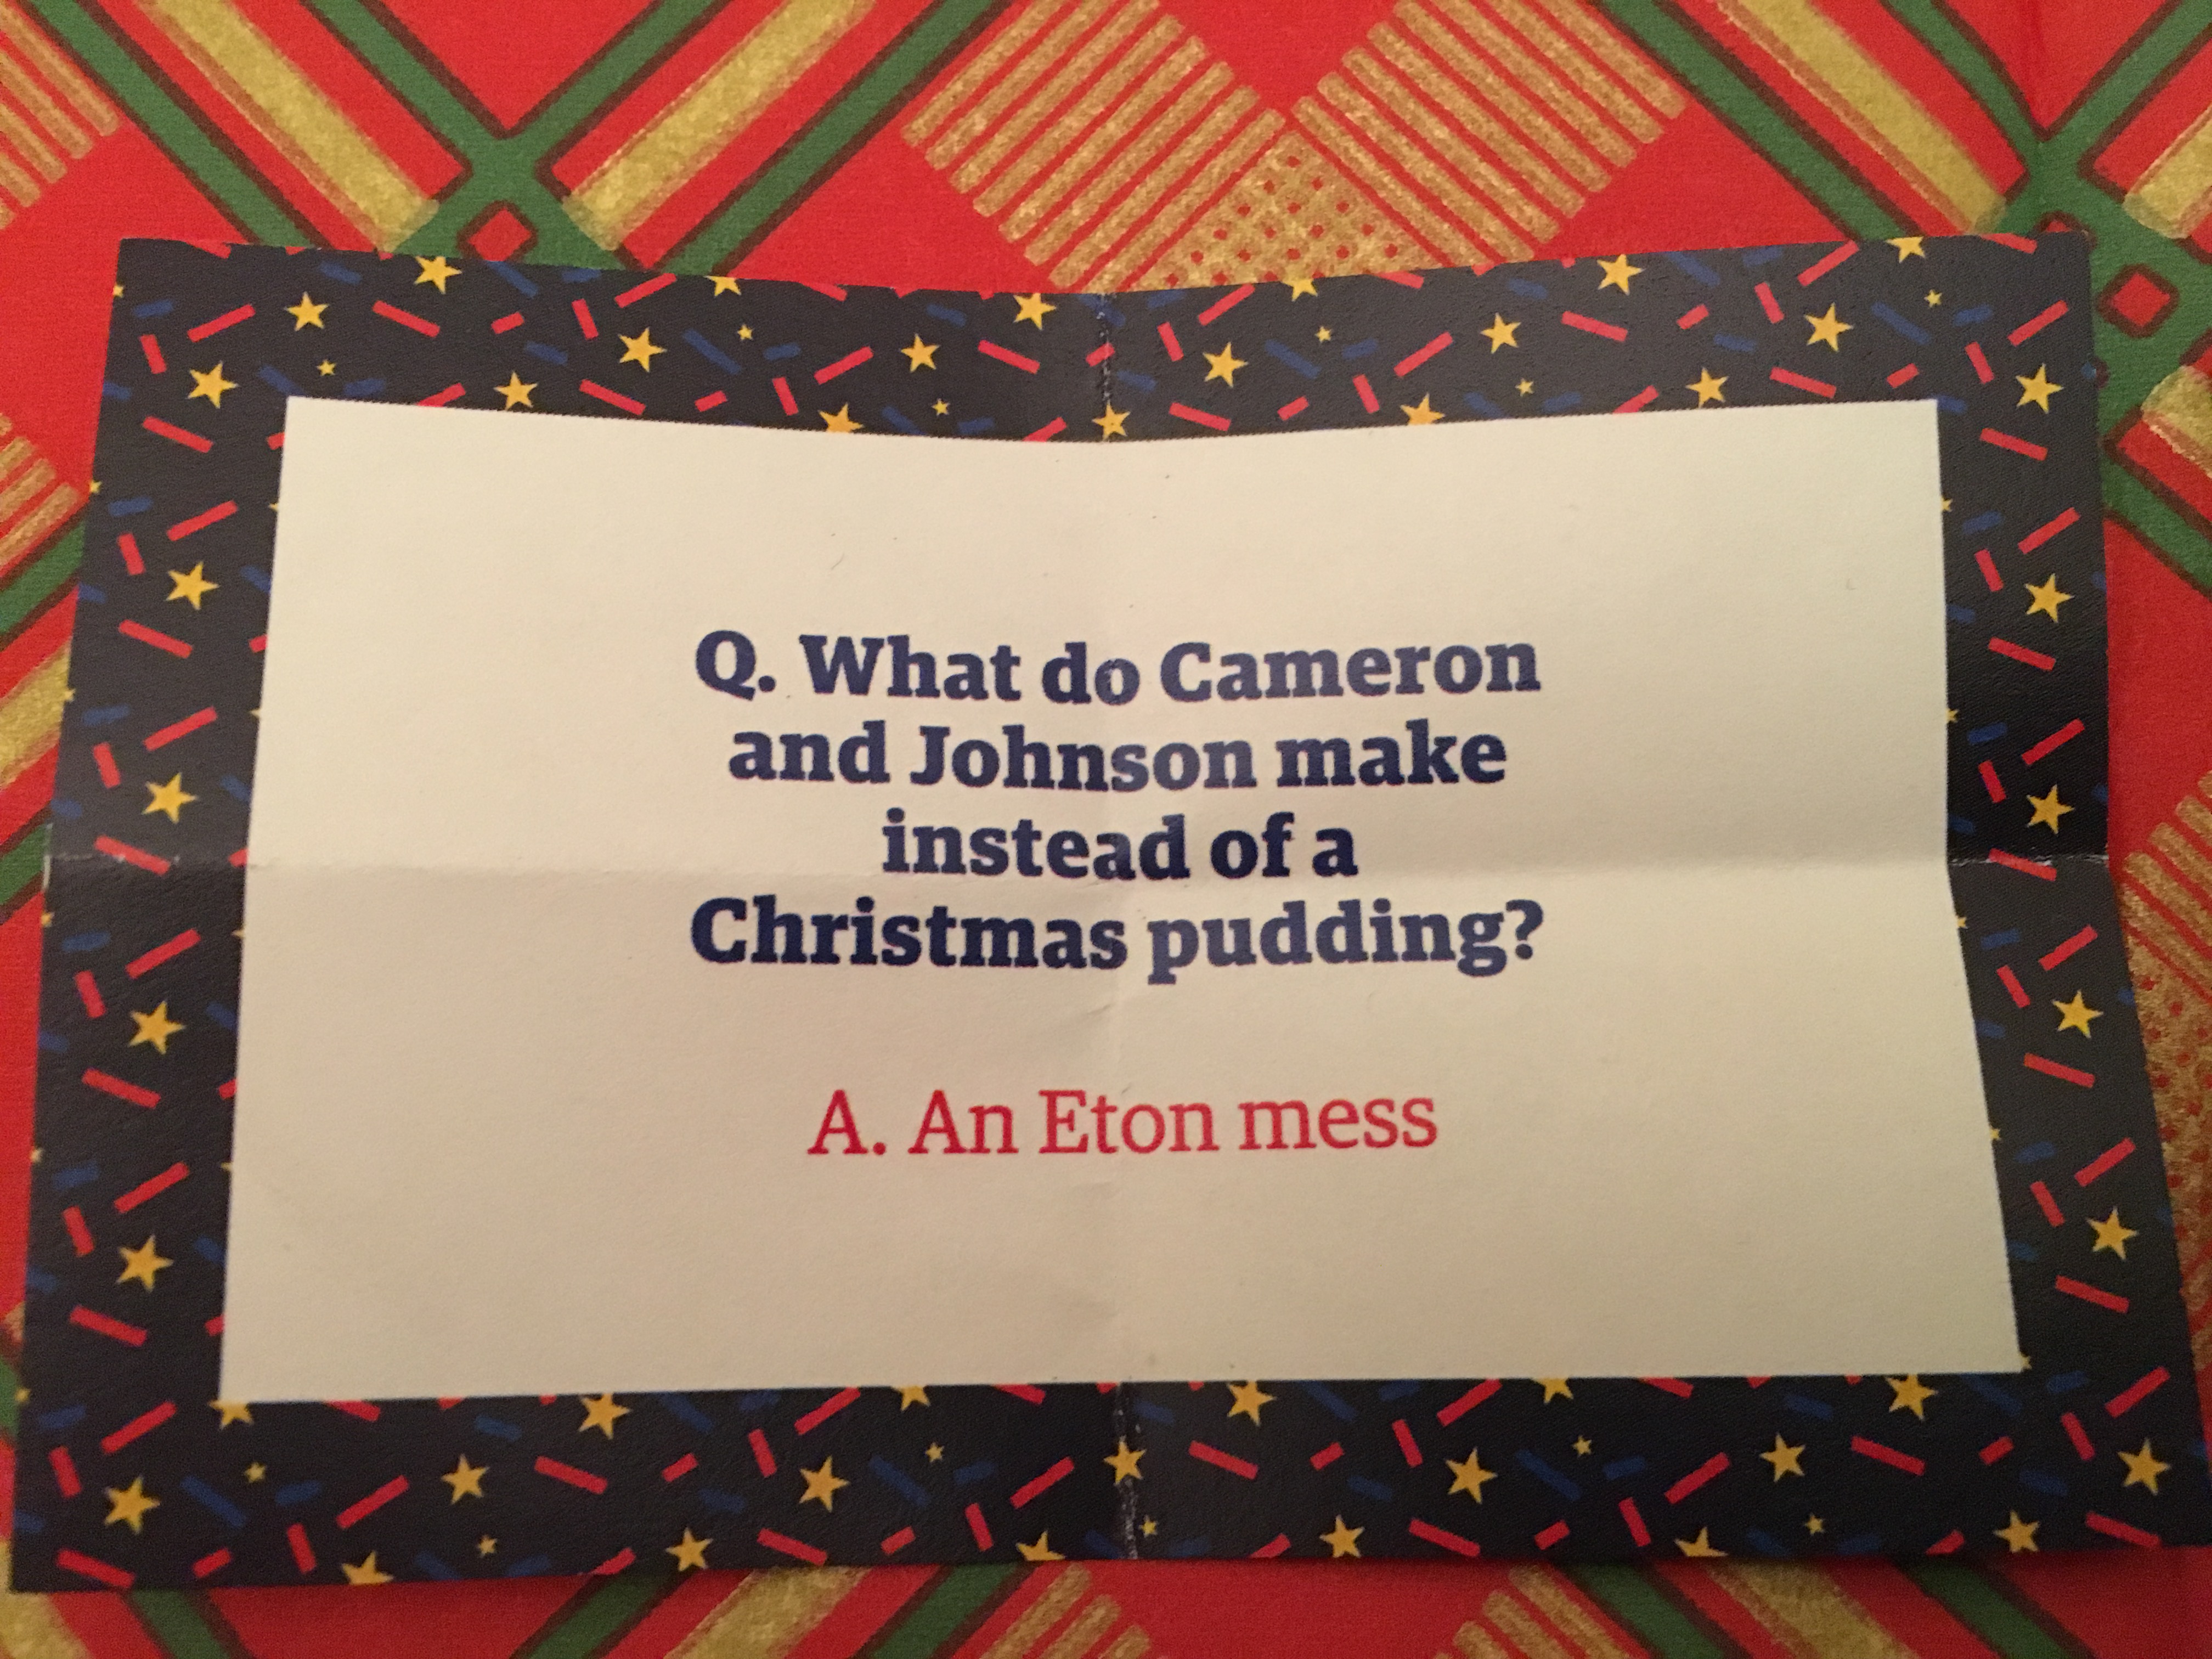 Q. What do Cameron
and Johnson make
instead of a
Christmas pudding?
A. An Eton mess